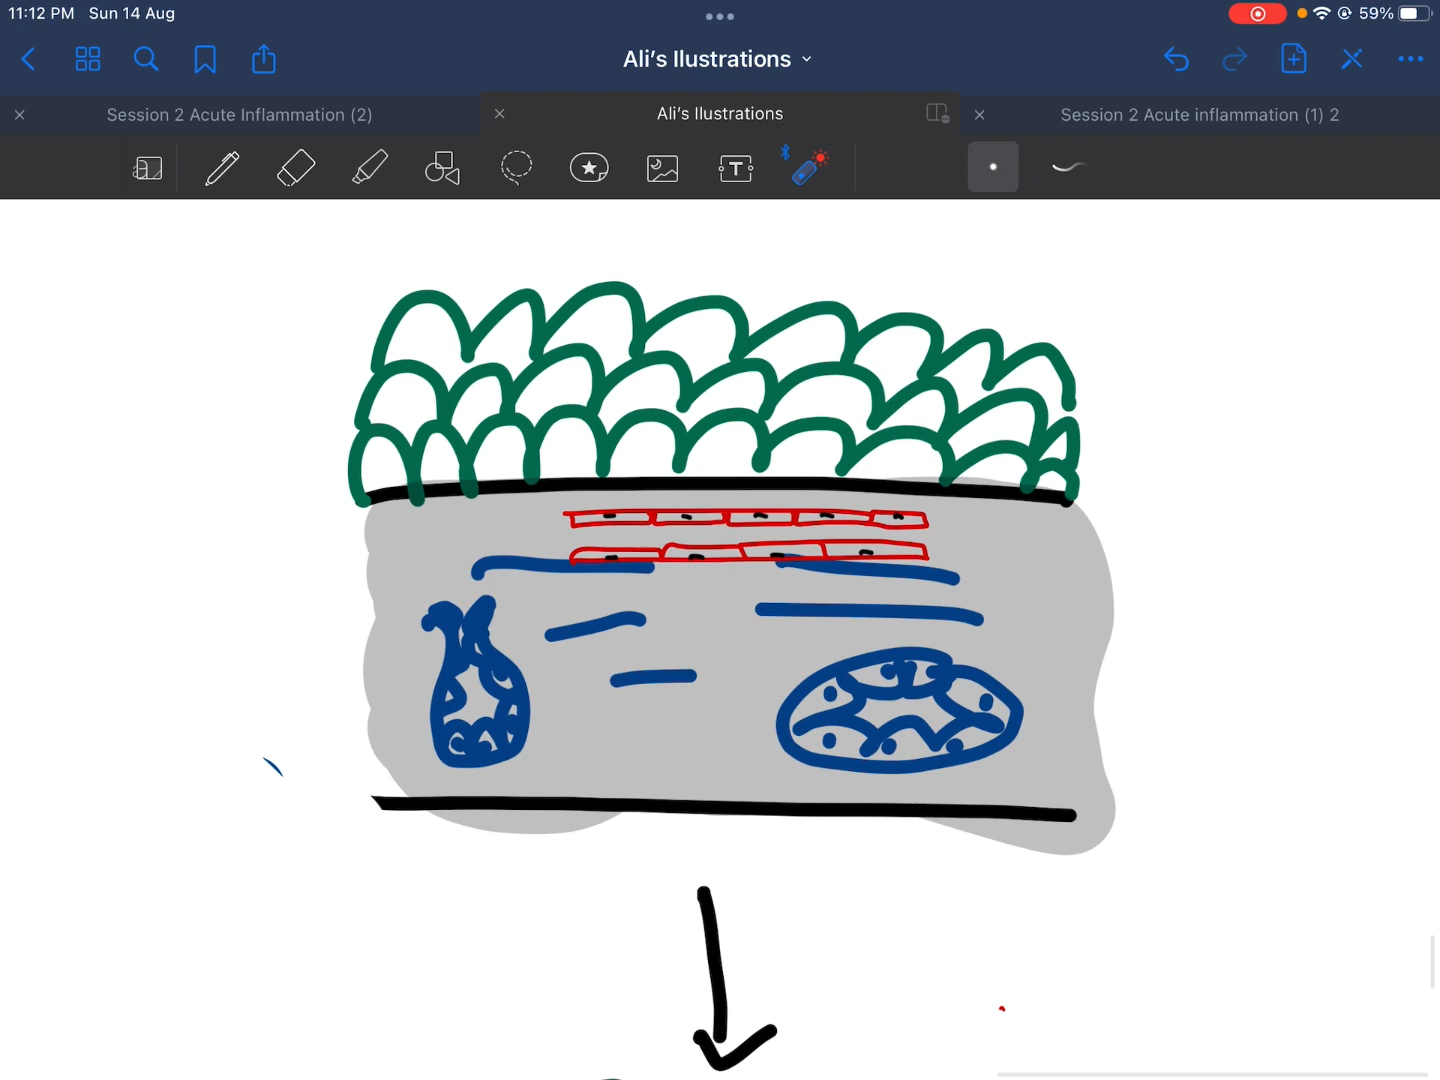 11:12 PM Sun 14 Aug
59%
Ali's Ilustrations
Session 2 Acute Inflammation (2)
Ali's Ilustrations
Session 2 Acute inflammation (1) 2